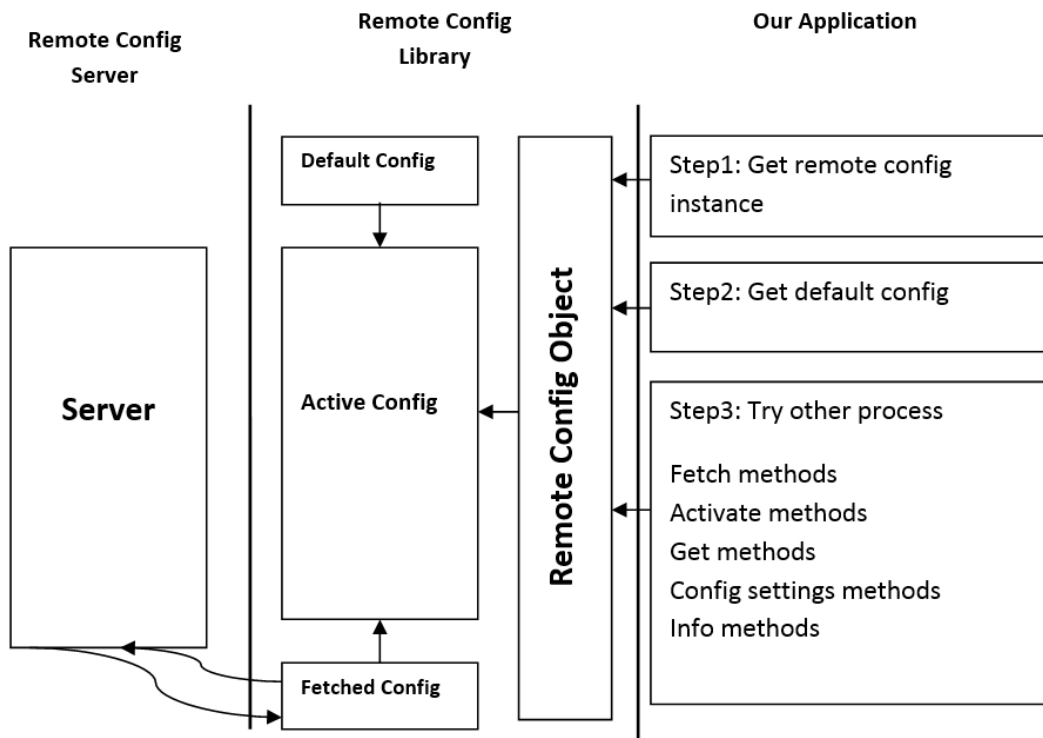 Remote Config
Server
Remote Config
Library
Our Application
Default Config
Active Config
Fetched Config
Server
Remote Config Object
Step1: Get remote config
instance
Step2: Get default config
Step3: Try other process
Fetch methods
Activate methods
Get methods
Config settings methods
Info methods